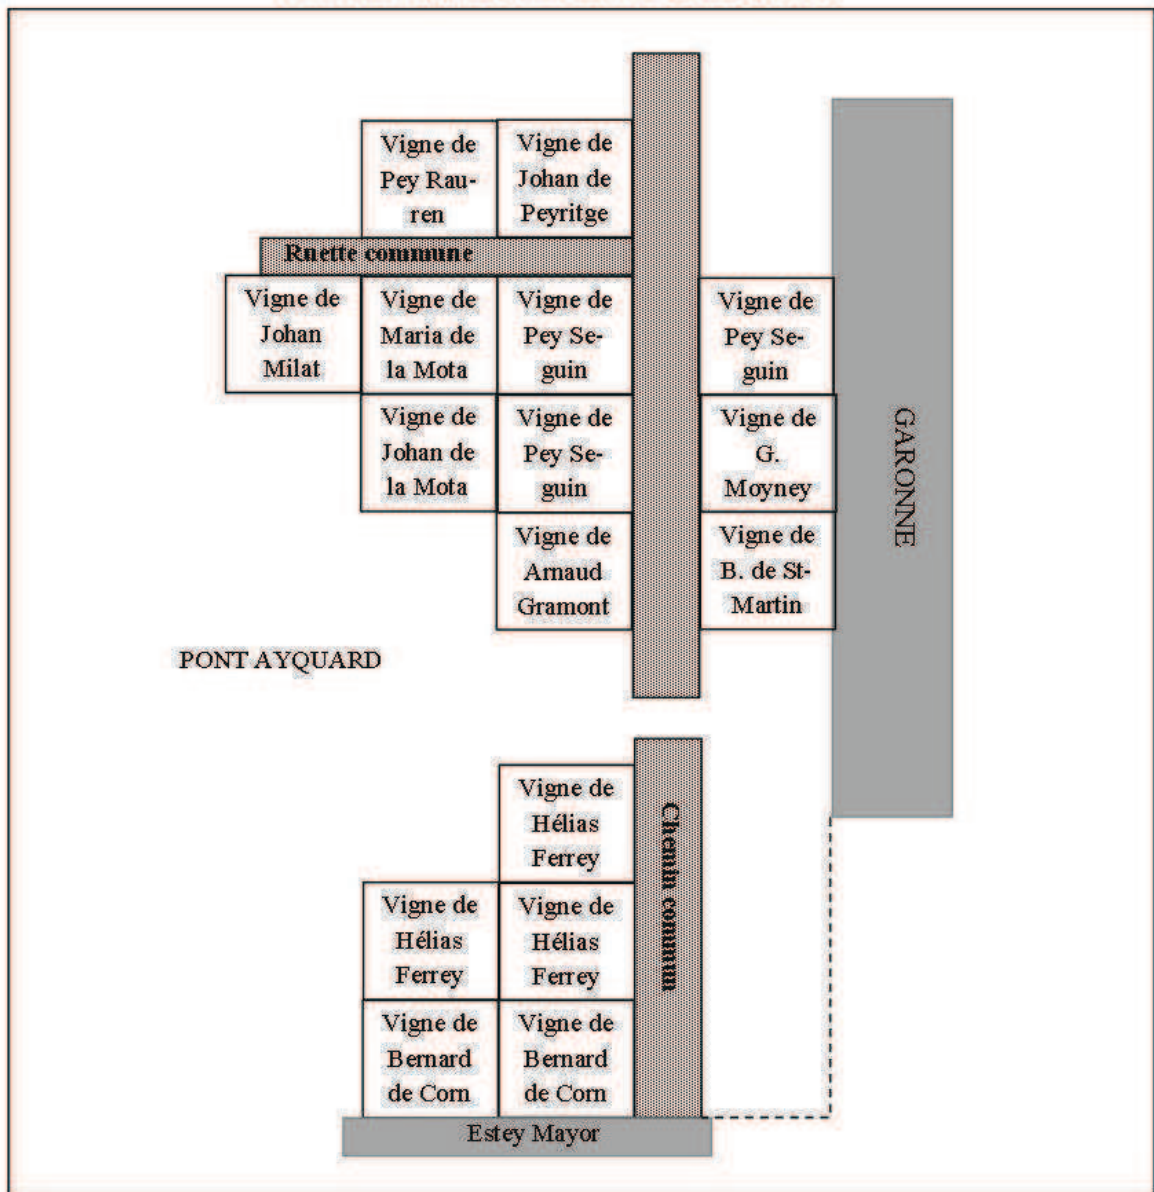 Vigne de
Pey Rau-
ren
Vigne de
Johan de
Peyritge
Ruette commune
Vigne de
Johan
Milat
Vigne de
Maria de
la Mota
Vigne de
Pey Se-
guin
Vigne de
Pey Se-
guin
Vigne de
Johan de
la Mota
Vigne de
Pey Se-
guin
Vigne de
G.
Moyney
Vigne de
Arnaud
Gramont
Vigne de
B. de St-
Martin
GARONNE
PONT AYQUARD
Vigne de
Hélias
Ferrey
Chemin commun
Vigne de
Hélias
Ferrey
Vigne de
Hélias
Ferrey
Vigne de
Bernard
de Corn
Vigne de
Bernard
de Corn
Estey Mayor